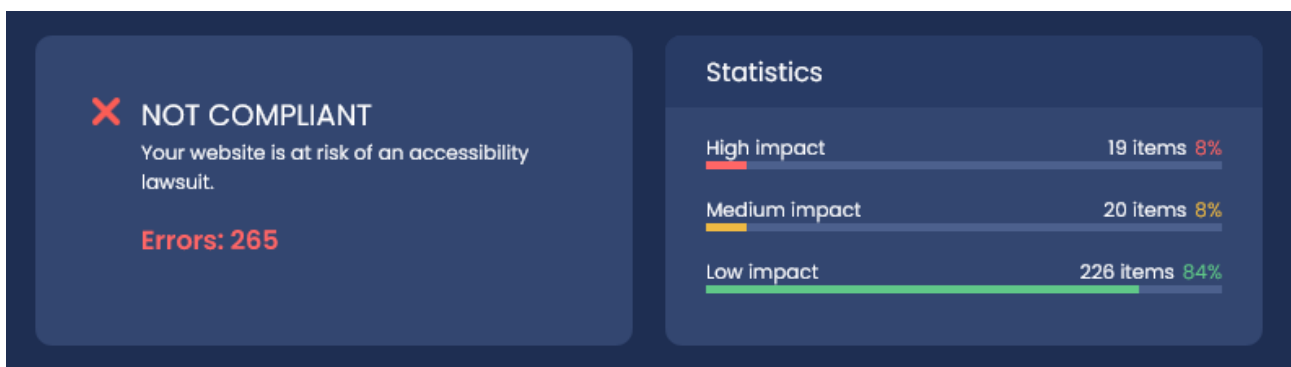 NOT COMPLIANT
Your website is at risk of an accessibility
lawsuit.
Errors: 265
Statistics
High impact 19 items 8%
Medium impact 20 items 8%
Low impact 226 items 84%